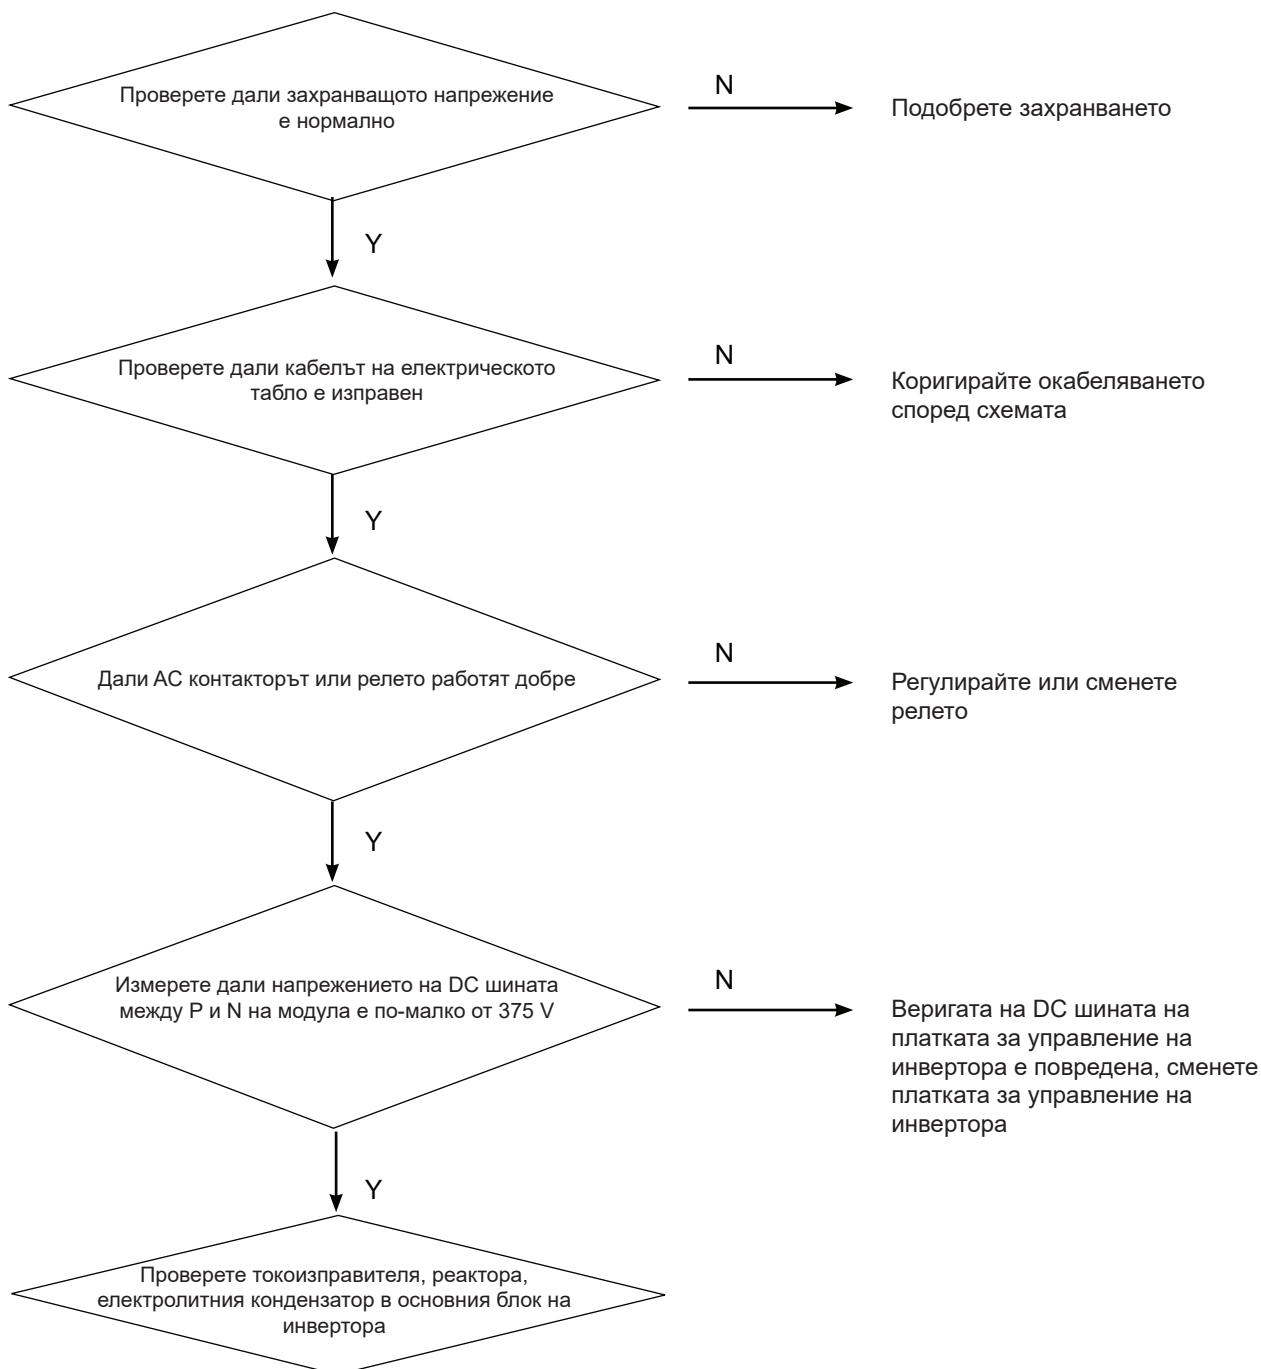 Проверете дали захранващото напрежение
е нормално
N
Подобрете захранването
Y
Проверете дали кабелът на електрическото
табло е изправен
N
Коригирайте окабеляването
според схемата
Y
Дали AC контакторът или релето работят добре
N
Регулирайте или сменете
релето
Y
Измерете дали напрежението на DC шината
между P и N на модула е по-малко от 375 V
N
Веригата на DC шината на
платката за управление на
инвертора е повредена, сменете
платката за управление на
инвертора
Y
Проверете токоизправителя, реактора,
електролитния кондензатор в основния блок на
инвертора